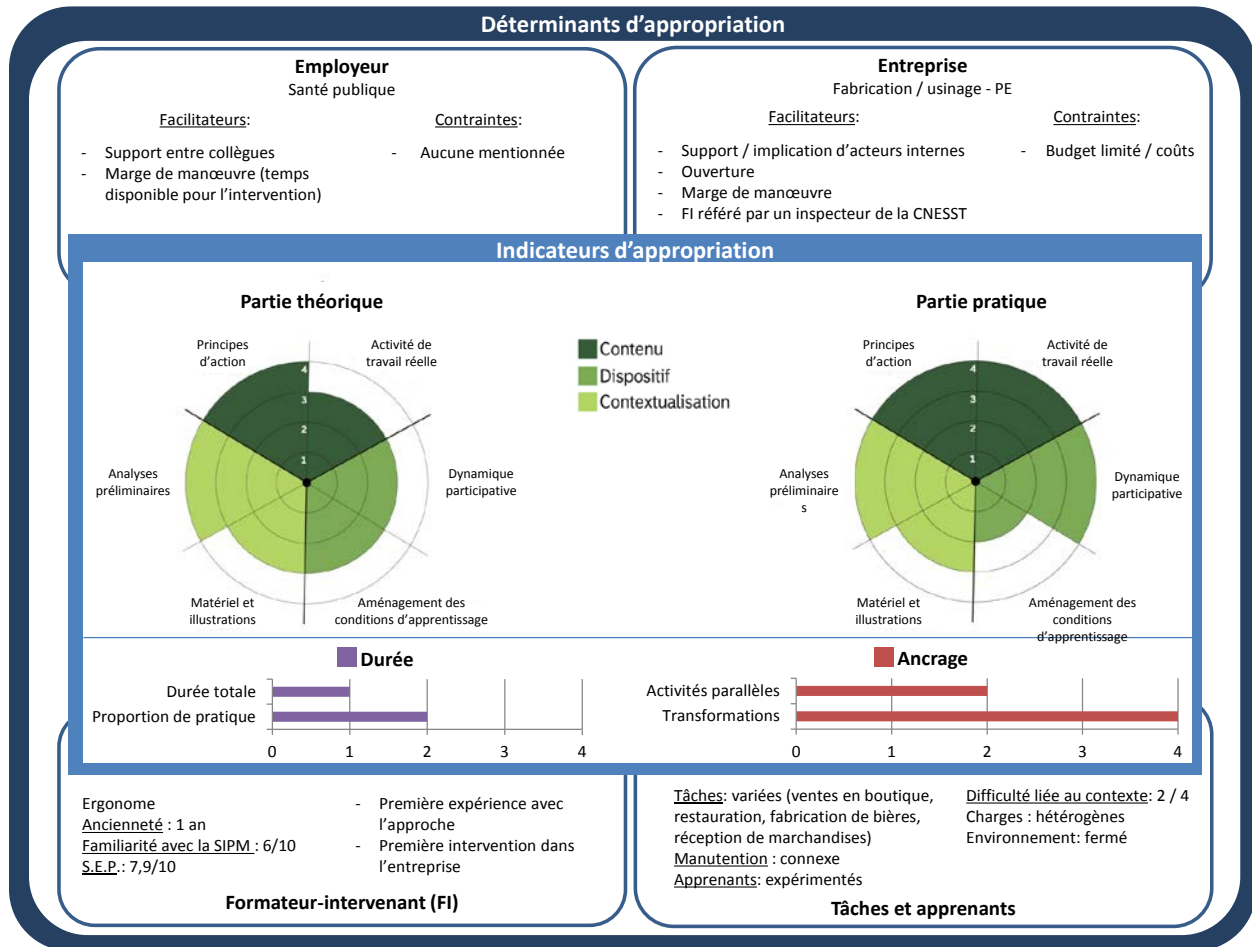 Déterminants d'appropriation
Employeur
Santé publique
Facilitateurs:
Contraintes:
- Support entre collègues
- Marge de manœuvre (temps
disponible pour l'intervention)
- Aucune mentionnée
Entreprise
Fabrication / usinage - PE
Facilitateurs:
Contraintes:
- Support / implication d'acteurs internes
- Ouverture
- Marge de manœuvre
- FI référé par un inspecteur de la CNESST
- Budget limité / coûts
Indicateurs d'appropriation
Partie théorique
Principes
d'action
Activité de
travail réelle
4
3
2
1
Analyses
préliminaires
Dynamique
participative
Matériel et
illustrations
Aménagement des
conditions d'apprentissage
Contenu
Dispositif
Contextualisation
Partie pratique
Principes
d'action
Activité de
travail réelle
4
3
2
1
Analyses
préliminaire
s
Dynamique
participative
Matériel et
illustrations
Aménagement des
conditions
d'apprentissage
Durée
Durée totale
Proportion de pratique
0 1 2 3 4
Ancrage
Activités parallèles
Transformations
0 1 2 3 4
Ergonome
Ancienneté : 1 an
Familiarité avec la SIPM : 6/10
S.E.P.: 7,9/10
- Première expérience avec
l'approche
- Première intervention dans
l'entreprise
Formateur-intervenant (FI)
Tâches: variées (ventes en boutique,
restauration, fabrication de bières,
réception de marchandises)
Manutention : connexe
Apprenants: expérimentés
Difficulté liée au contexte: 2 / 4
Charges : hétérogènes
Environnement: fermé
Tâches et apprenants